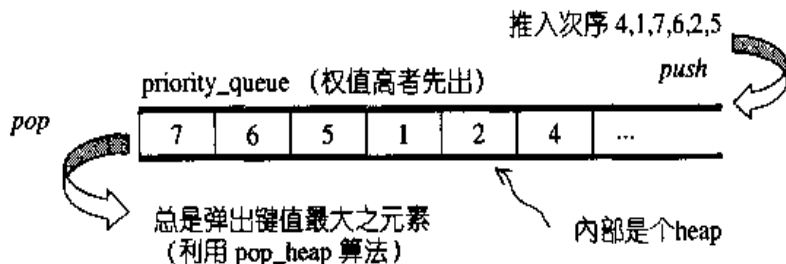 推入次序 4,1,7,6,2,5
priority_queue （权值高者先出）
push
pop
7 6 5 1 2 4 ...
总是弹出键值最大之元素
（利用 pop_heap 算法）
内部是个heap